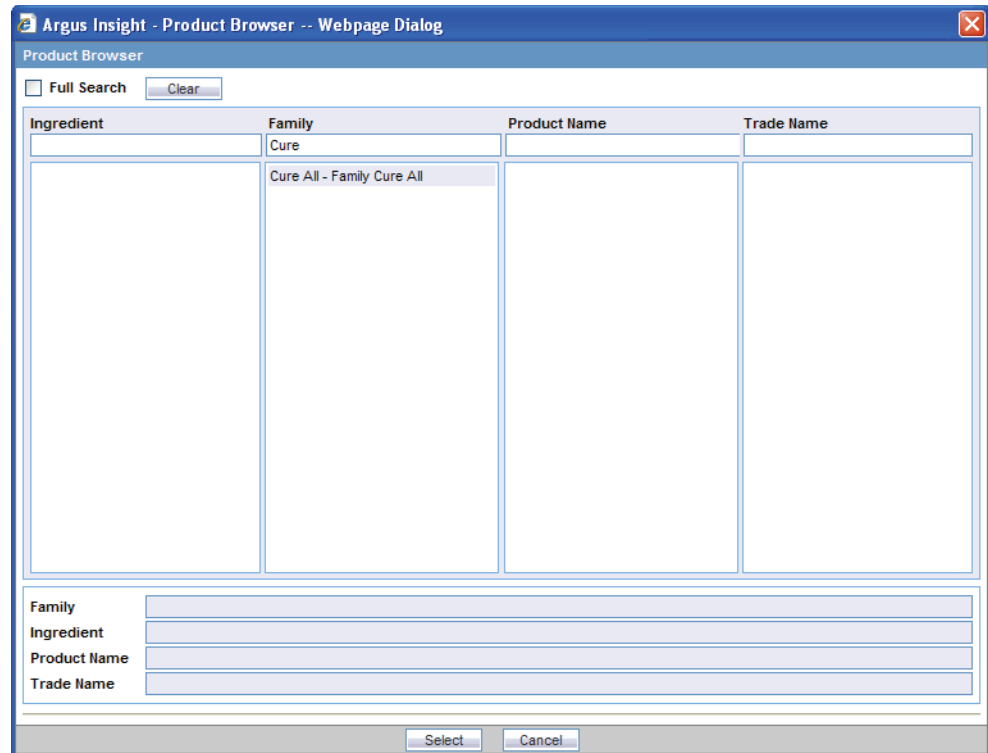 Argus Insight - Product Browser -- Webpage Dialog
Product Browser
Full Search Clear
Ingredient Family Product Name Trade Name
Cure
Cure All - Family Cure All
Family
Ingredient
Product Name
Trade Name
Select Cancel